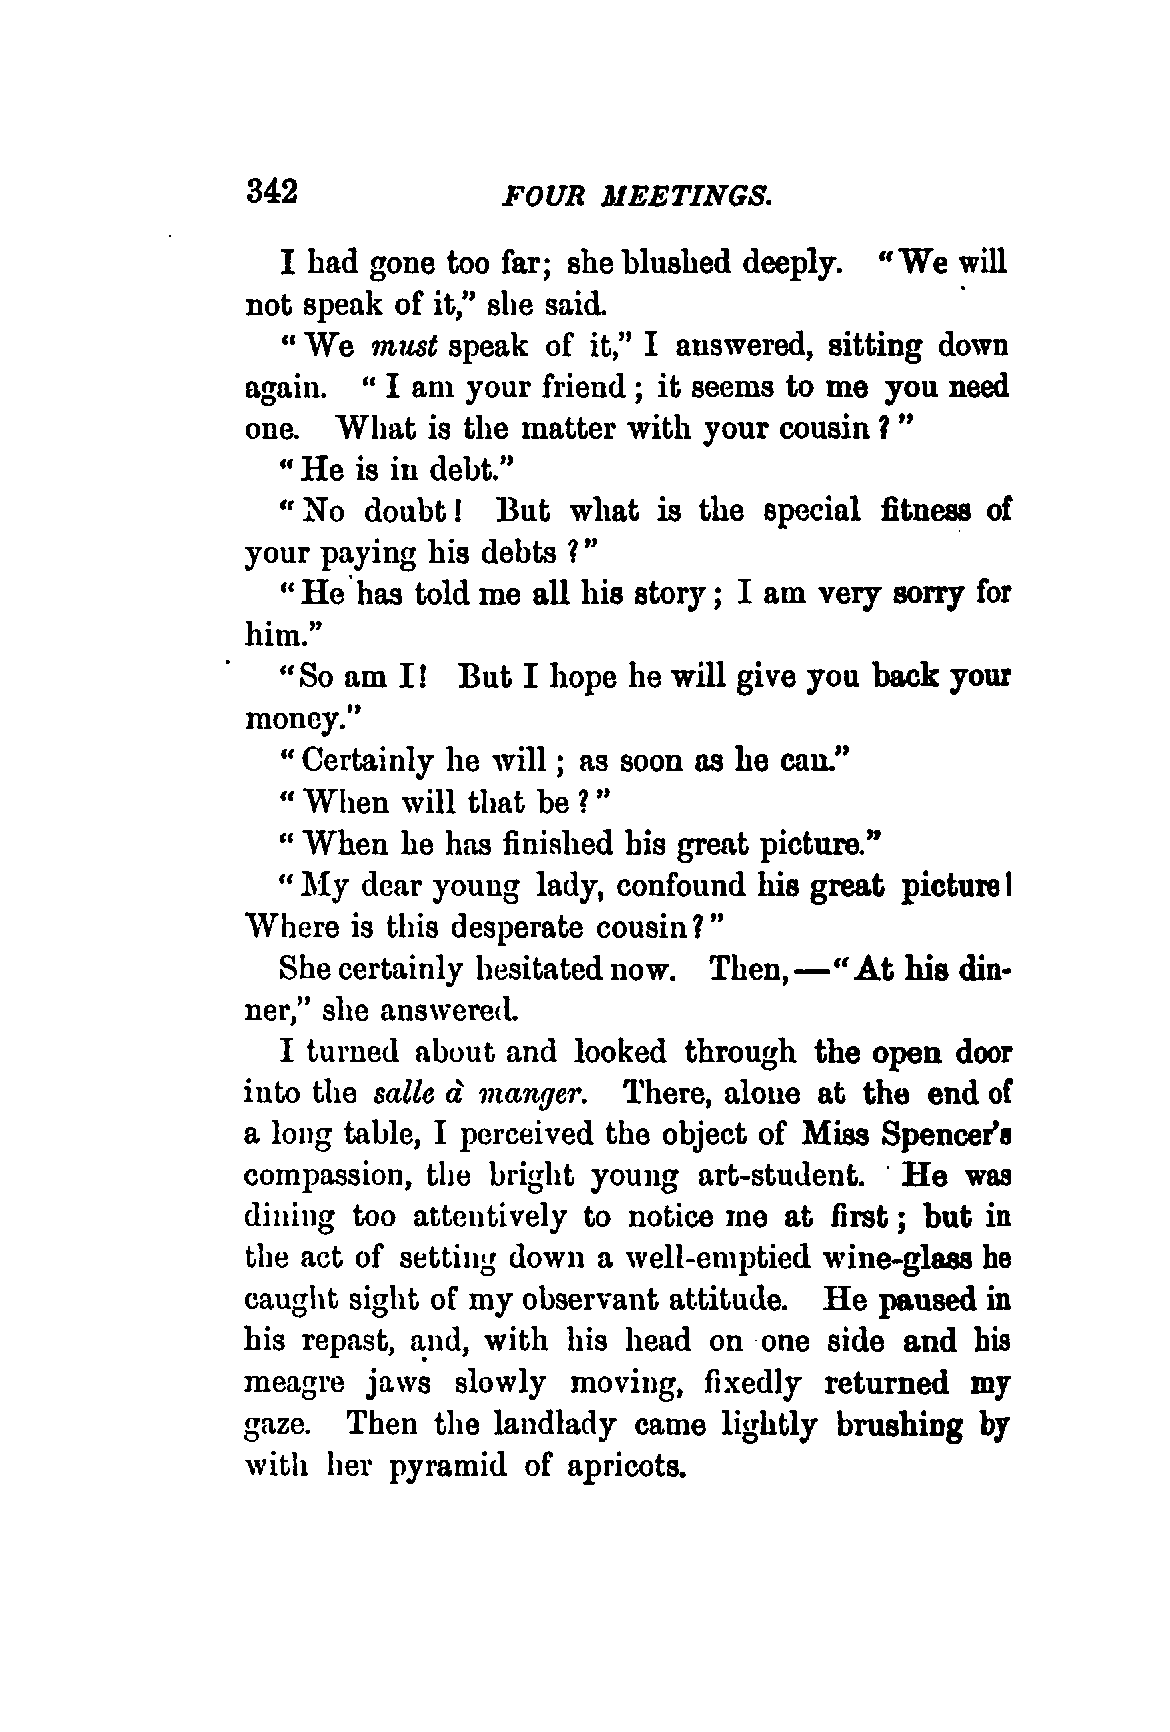 342 FOUR MEETINGS.
I had gone too far; she blushed deeply. "We will
not speak of it," she said.
"We must speak of it," I answered, sitting down
again. "I am your friend; it seems to me you need
one. What is the matter with your cousin?"
"He is in debt."
"No doubt! But what is the special fitness of
your paying his debts?"
"He has told me all his story; I am very sorry for
him."
"So am I! But I hope he will give you back your
money."
"Certainly he will; as soon as he can."
"When will that be?"
"When he has finished his great picture."
"My dear young lady, confound his great picture!
Where is this desperate cousin?"
She certainly hesitated now. Then,—"At his din-
ner," she answered.
I turned about and looked through the open door
into the salle à manger. There, alone at the end of
a long table, I perceived the object of Miss Spencer's
compassion, the bright young art-student. He was
dining too attentively to notice me at first; but in
the act of setting down a well-emptied wine-glass he
caught sight of my observant attitude. He paused in
his repast, and, with his head on one side and his
meagre jaws slowly moving, fixedly returned my
gaze. Then the landlady came lightly brushing by
with her pyramid of apricots.